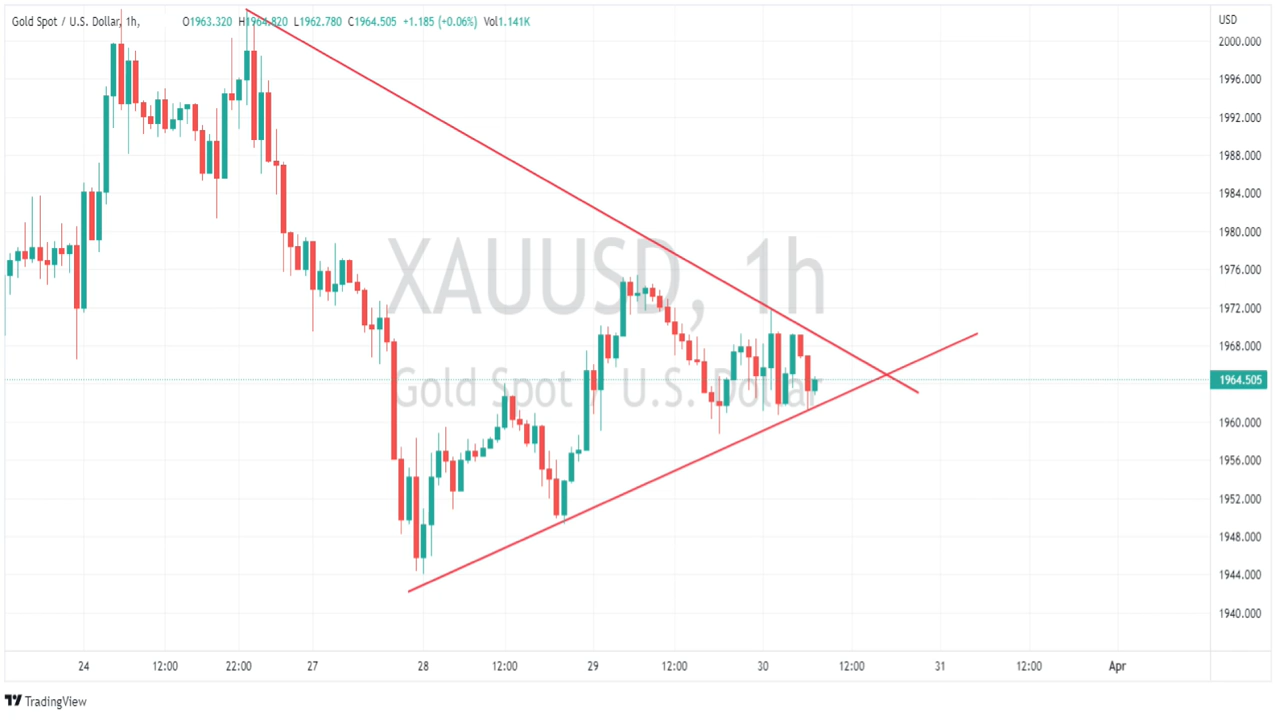 Gold Spot / U.S. Dollar, 1h, O1963.320 H1964.820 L1962.780 C1964.505 +1.185 (+0.06%) Vol1.141K
USD
2000.000
1996.000
1992.000
1988.000
1984.000
1980.000
1976.000
1972.000
1968.000
1964.505
1960.000
1956.000
1952.000
1948.000
1944.000
1940.000
XAUUSD, 1h
Gold Spot / U.S. Dollar
24 12:00 22:00 27 28 12:00 29 12:00 30 12:00 31 12:00 Apr
TradingView